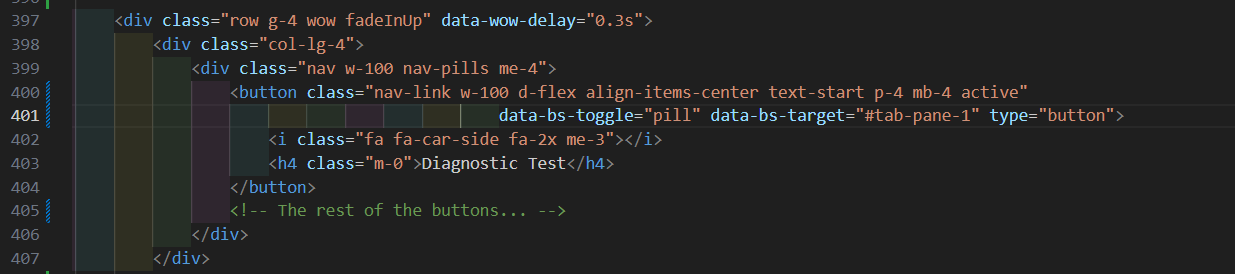 397 <div class="row g-4 wow fadeInUp" data-wow-delay="0.3s">
398 <div class="col-lg-4">
399 <div class="nav w-100 nav-pills me-4">
400 <button class="nav-link w-100 d-flex align-items-center text-start p-4 mb-4 active"
401 data-bs-toggle="pill" data-bs-target="#tab-pane-1" type="button">
402 <i class="fa fa-car-side fa-2x me-3"></i>
403 <h4 class="m-0">Diagnostic Test</h4>
404 </button>
405 <!-- The rest of the buttons... -->
406 </div>
407 </div>